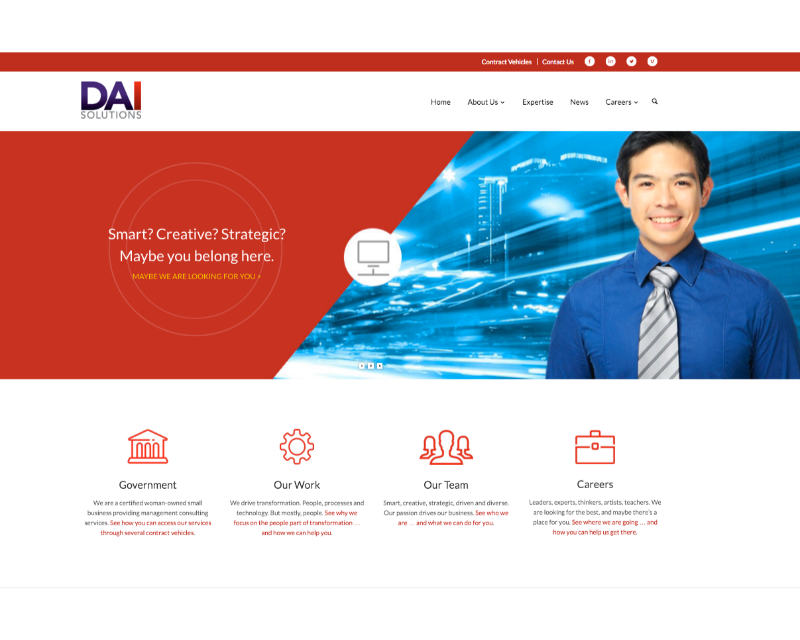 Contract Vehicles | Contact Us
DAI
SOLUTIONS
Home About Us Expertise News Careers
Smart? Creative? Strategic?
Maybe you belong here.
MAYBE WE ARE LOOKING FOR YOU >
Government
We are a certified woman-owned small
business providing management consulting
services. See how you can access our services
through several contract vehicles.
Our Work
We drive transformation. People, processes and
technology. But mostly, people. See why we
focus on the people part of transformation . . .
and how we can help you.
Our Team
Smart, creative, strategic, driven and diverse.
Our passion drives our business. See who we
are . . . and what we can do for you.
Careers
Leaders, experts, thinkers, artists, teachers. We
are looking for the best, and maybe there's a
place for you. See where we are going . . . and
how you can help us get there.